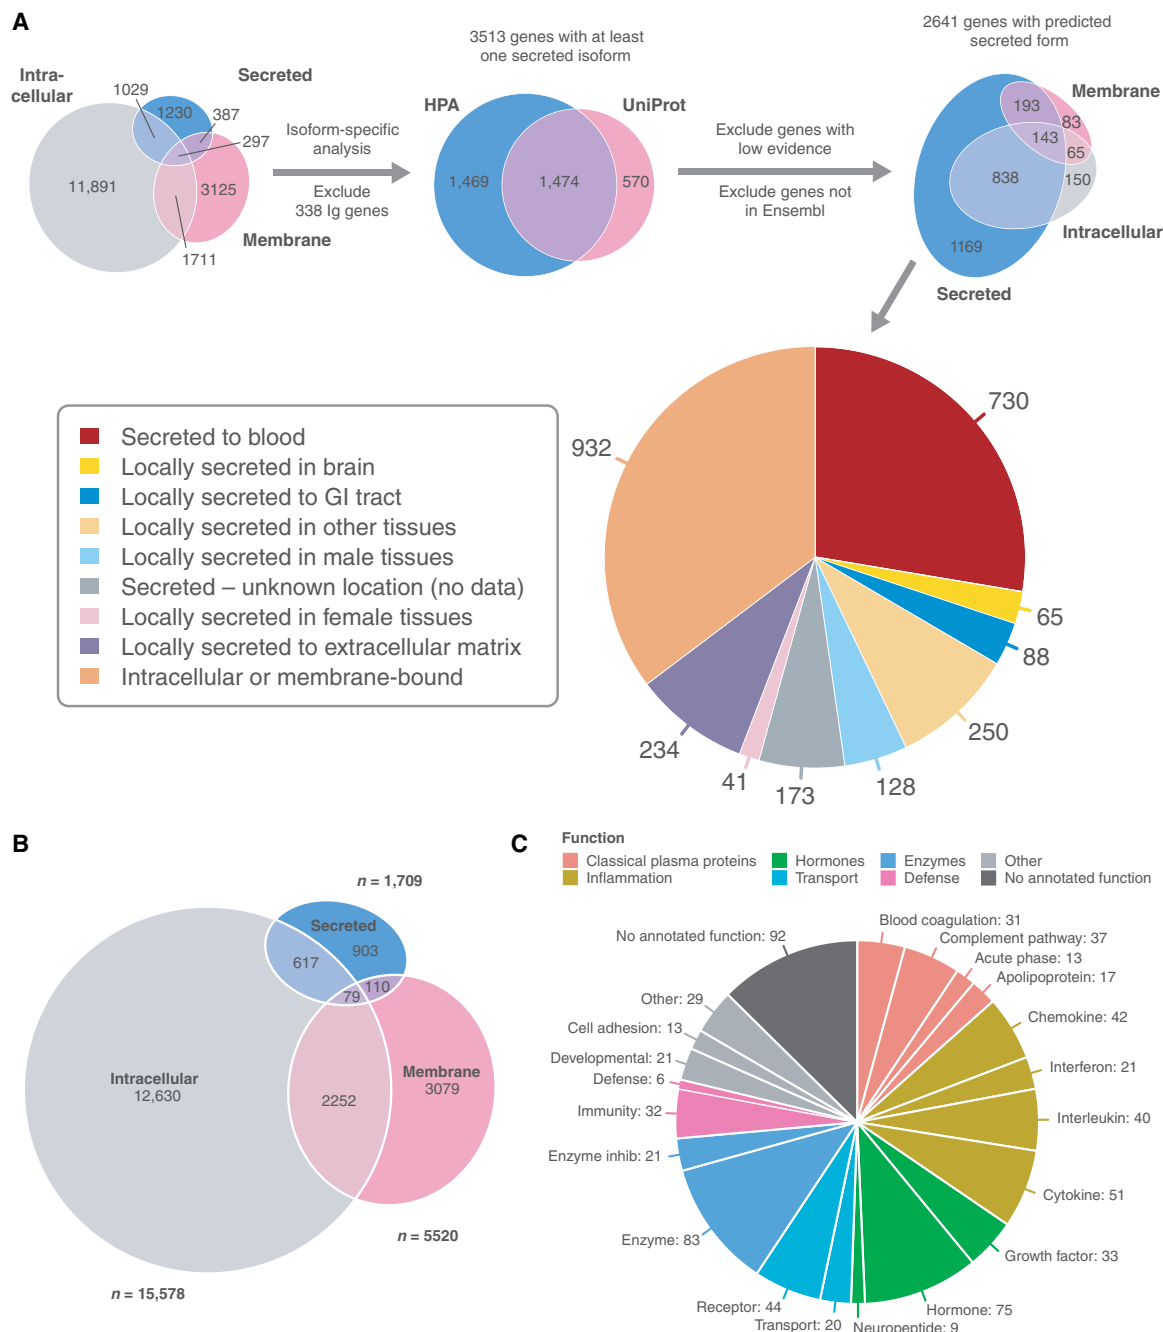 A
Intra-
cellular
1029
Secreted
1230
387
297
11,891
3125
Membrane
1711
Isoform-specific
analysis
Exclude
338 Ig genes
3513 genes with at least
one secreted isoform
HPA
UniProt
1,469
1,474
570
Exclude genes with
low evidence
Exclude genes not
in Ensembl
2641 genes with predicted
secreted form
Membrane
193
83
143
65
838
150
Intracellular
1169
Secreted
Secreted to blood
Locally secreted in brain
Locally secreted to GI tract
Locally secreted in other tissues
Locally secreted in male tissues
Secreted – unknown location (no data)
Locally secreted in female tissues
Locally secreted to extracellular matrix
Intracellular or membrane-bound
730
65
88
250
128
173
41
234
932
B
n = 1,709
Secreted
903
617
110
79
Intracellular
12,630
Membrane
3079
2252
n = 5520
n = 15,578
C
Function
Classical plasma proteins
Hormones
Enzymes
Other
Inflammation
Transport
Defense
No annotated function
Blood coagulation: 31
Complement pathway: 37
Acute phase: 13
Apolipoprotein: 17
Chemokine: 42
Interferon: 21
Interleukin: 40
Cytokine: 51
Growth factor: 33
Hormone: 75
Neuropeptide: 9
Transport: 20
Receptor: 44
Enzyme: 83
Enzyme inhib: 21
Immunity: 32
Defense: 6
Developmental: 21
Cell adhesion: 13
Other: 29
No annotated function: 92